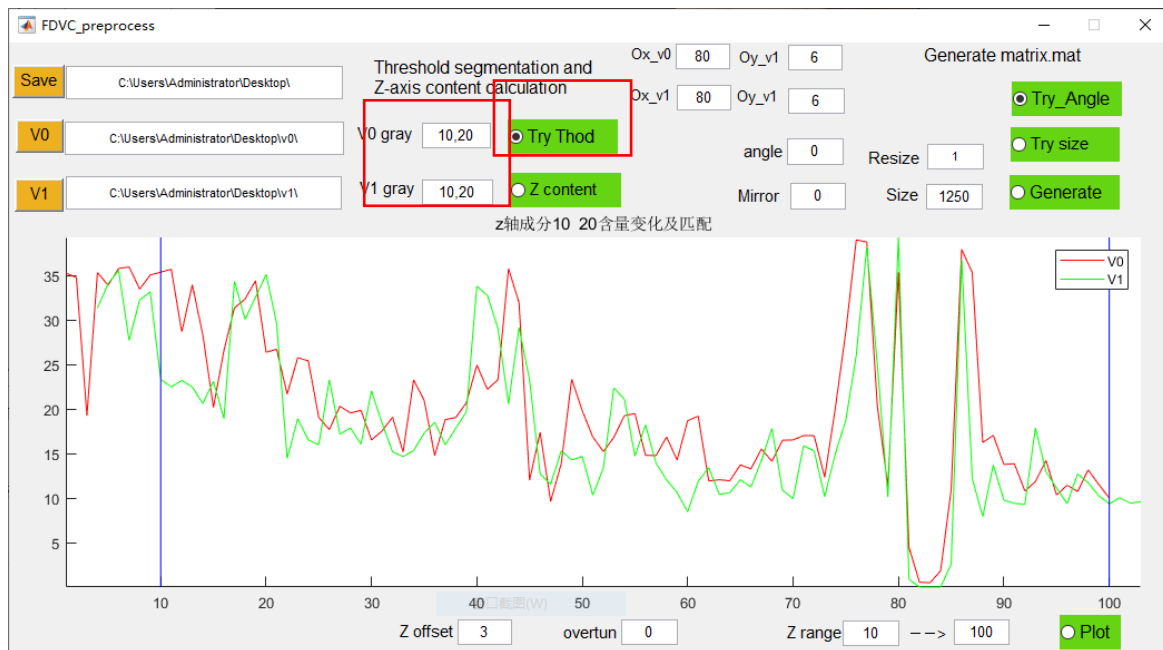 FDVC_preprocess
Save
C:\Users\Administrator\Desktop\
Threshold segmentation and
Z-axis content calculation
Ox_v0 80 Oy_v1 6
Generate matrix.mat
Ox_v1 80 Oy_v1 6
Try_Angle
V0
C:\Users\Administrator\Desktop\v0\
V0 gray 10,20
Try Thod
angle 0
Resize 1
Try size
V1
C:\Users\Administrator\Desktop\v1\
V1 gray 10,20
Z content
Mirror 0
Size 1250
Generate
z轴成分10 20含量变化及匹配
V0
V1
35
30
25
20
15
10
5
10 20 30 40 50 60 70 80 90 100
截图(W)
Z offset 3
overtun 0
Z range 10 --> 100
Plot